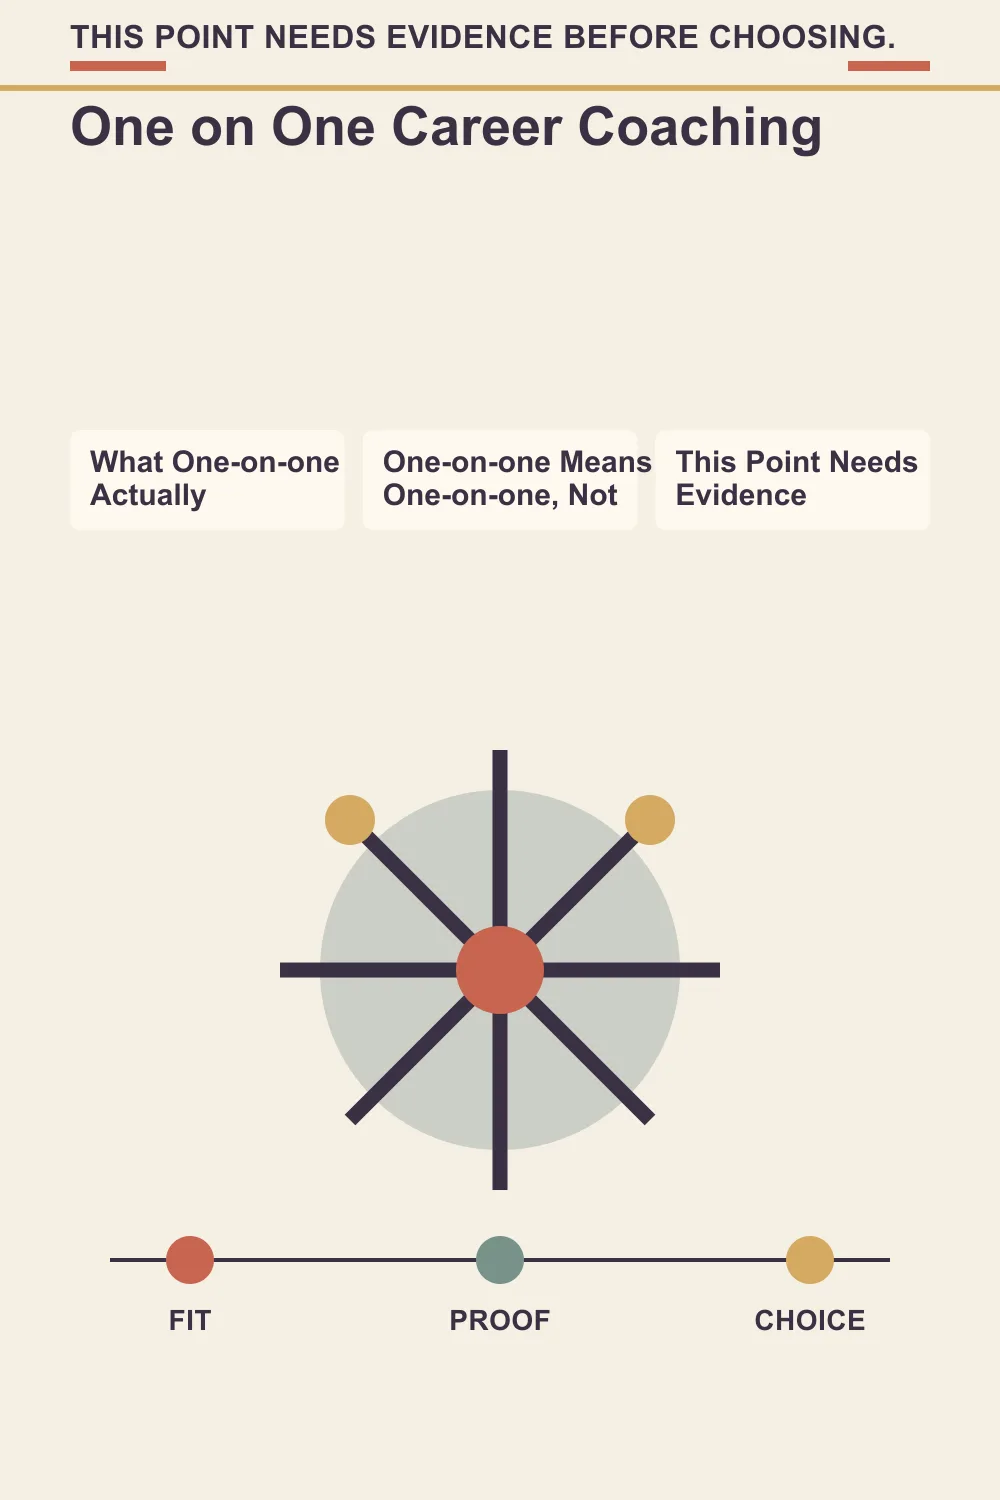 THIS POINT NEEDS EVIDENCE BEFORE CHOOSING.
One on One Career Coaching
What One-on-one
Actually
One-on-one Means
One-on-one, Not
This Point Needs
Evidence
FIT
PROOF
CHOICE